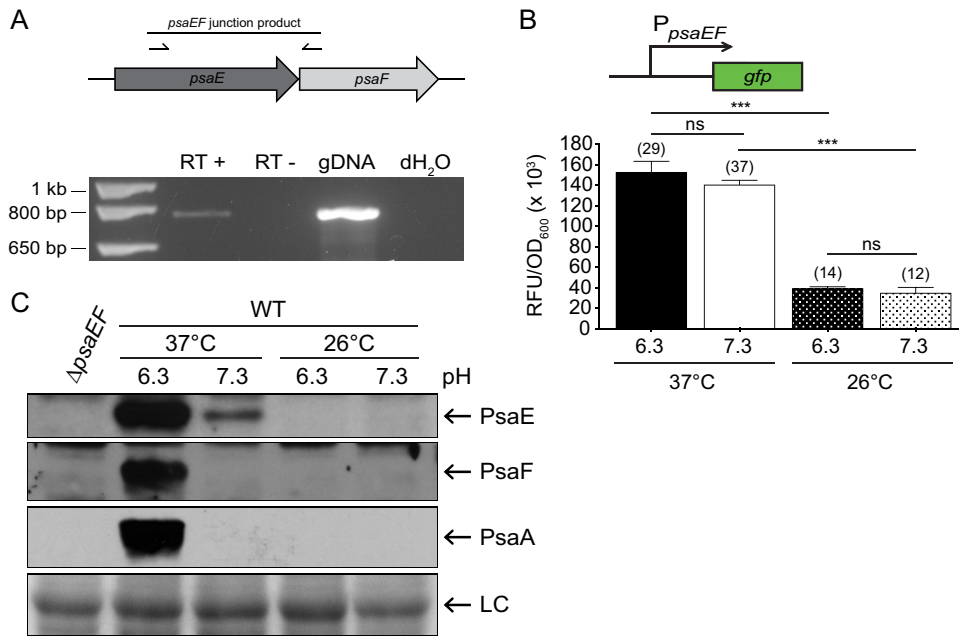 A
psaEF junction product
psaE psaF
RT + RT - gDNA dH2O
1 kb
800 bp
650 bp
B
PpsaEF
gfp
***
ns
***
(29) (37)
ns
(14) (12)
RFU/OD600 (x 10³)
180
160
140
120
100
80
60
40
20
0
6.3 7.3 6.3 7.3
37°C 26°C
C
WT
ΔpsaEF
37°C 26°C
6.3 7.3 6.3 7.3 pH
PsaE
PsaF
PsaA
LC